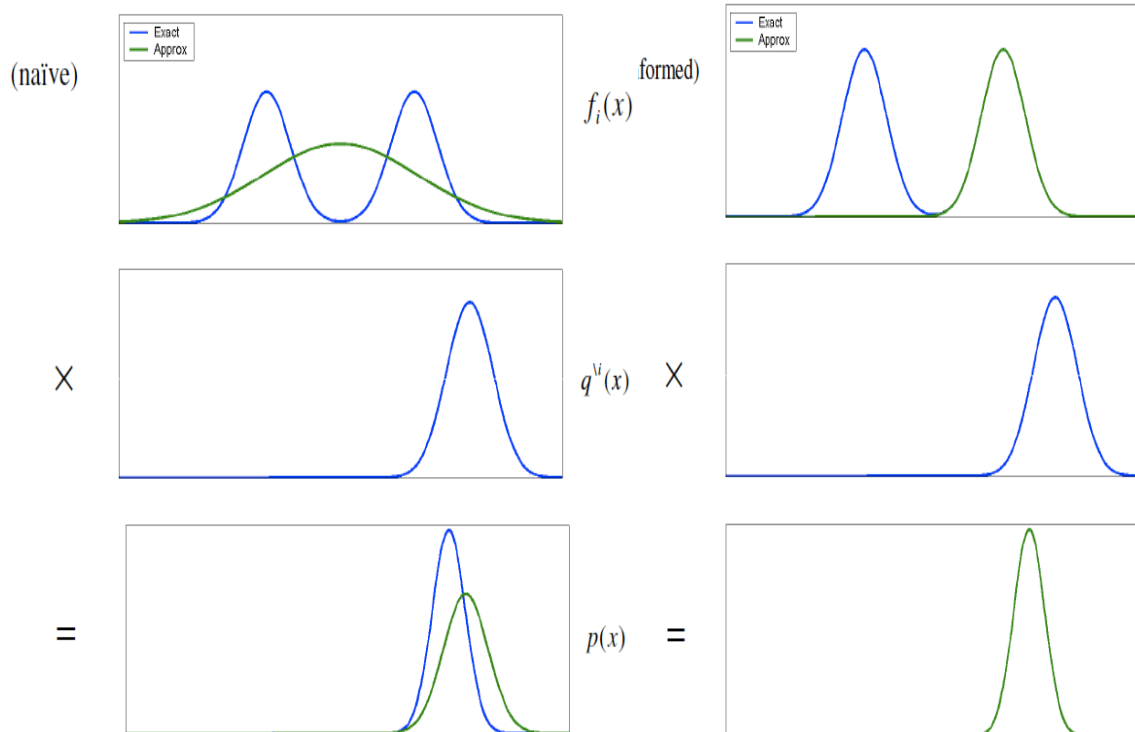 Exact
Approx
(naïve)
Exact
Approx
formed)
f_i(x)
×
q^{\i}(x)
×
=
p(x)
=